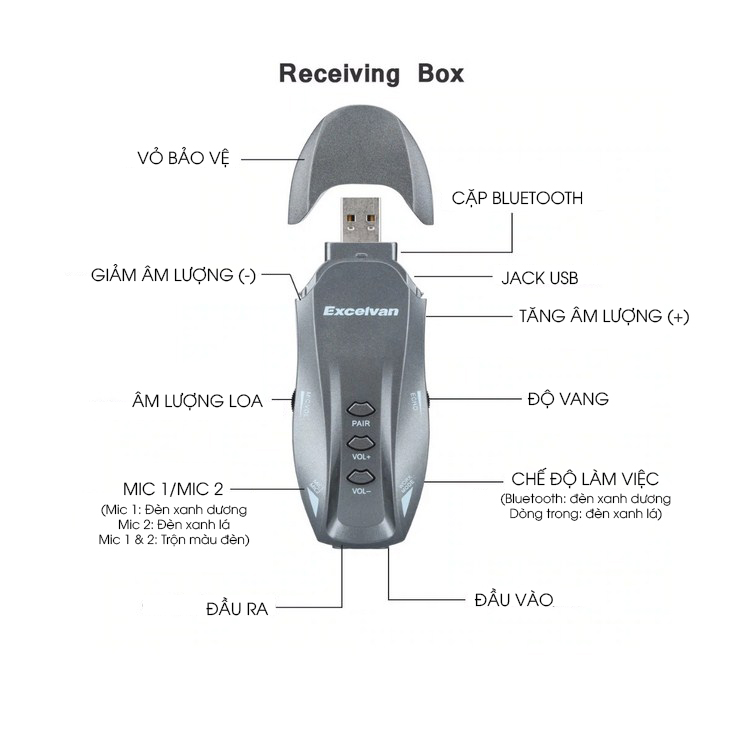 Receiving Box
VỎ BẢO VỆ
CẶP BLUETOOTH
GIẢM ÂM LƯỢNG (-)
JACK USB
Excelvan
TĂNG ÂM LƯỢNG (+)
ÂM LƯỢNG LOA
ECHO
ĐỘ VANG
PAIR
VOL+
VOL-
MIC 1/MIC 2
(Mic 1: Đèn xanh dương
Mic 2: Đèn xanh lá
Mic 1 & 2: Trộn màu đèn)
CHẾ ĐỘ LÀM VIỆC
(Bluetooth: đèn xanh dương
Dòng trong: đèn xanh lá)
ĐẦU RA
ĐẦU VÀO